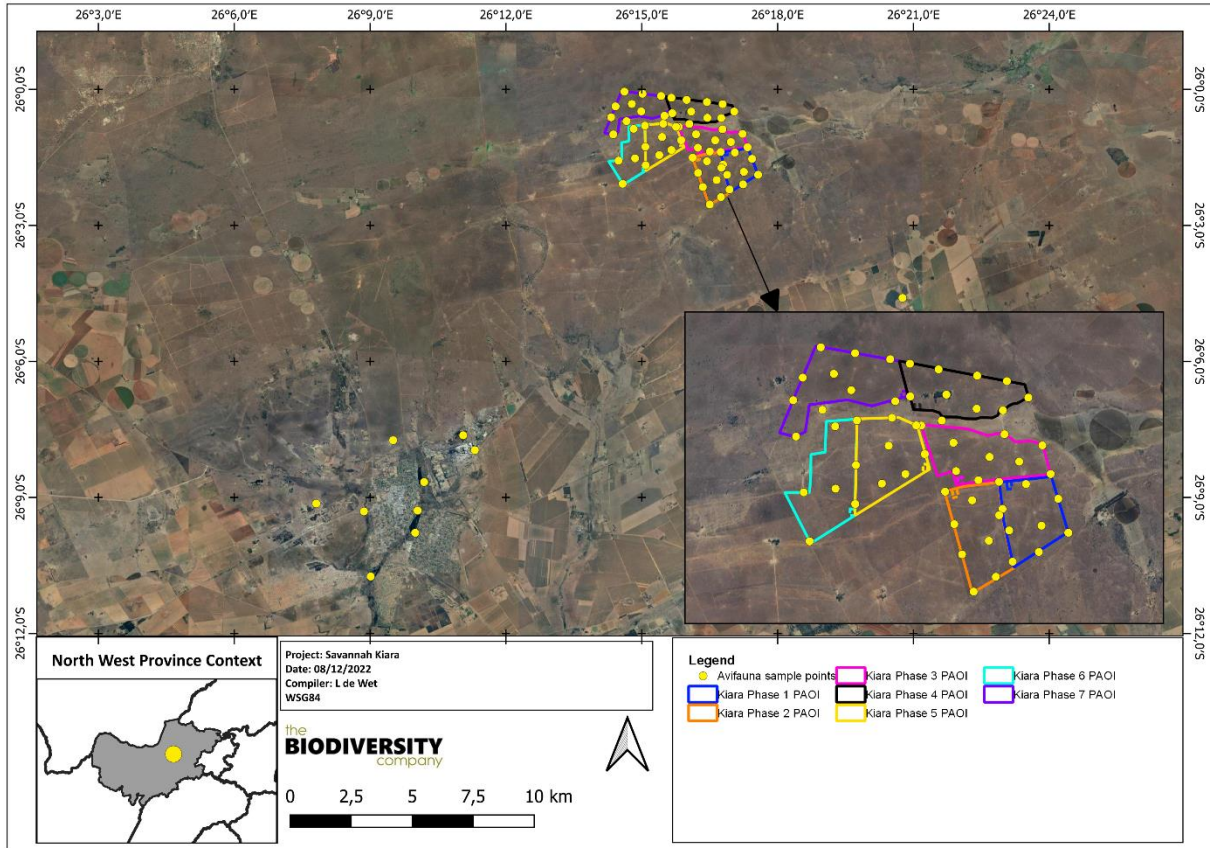 26°3,0'E 26°6,0'E 26°9,0'E 26°12,0'E 26°15,0'E 26°18,0'E 26°21,0'E 26°24,0'E
26°0,0'S 26°0,0'S
26°3,0'S 26°3,0'S
26°6,0'S 26°6,0'S
26°9,0'S 26°9,0'S
26°12,0'S 26°12,0'S
North West Province Context
Project: Savannah Kiara
Date: 08/12/2022
Compiler: L de Wet
WSG84
the
BIODIVERSITY
company
0 2,5 5 7,5 10 km
Legend
Avifauna sample points
Kiara Phase 1 PAOI
Kiara Phase 2 PAOI
Kiara Phase 3 PAOI
Kiara Phase 4 PAOI
Kiara Phase 5 PAOI
Kiara Phase 6 PAOI
Kiara Phase 7 PAOI